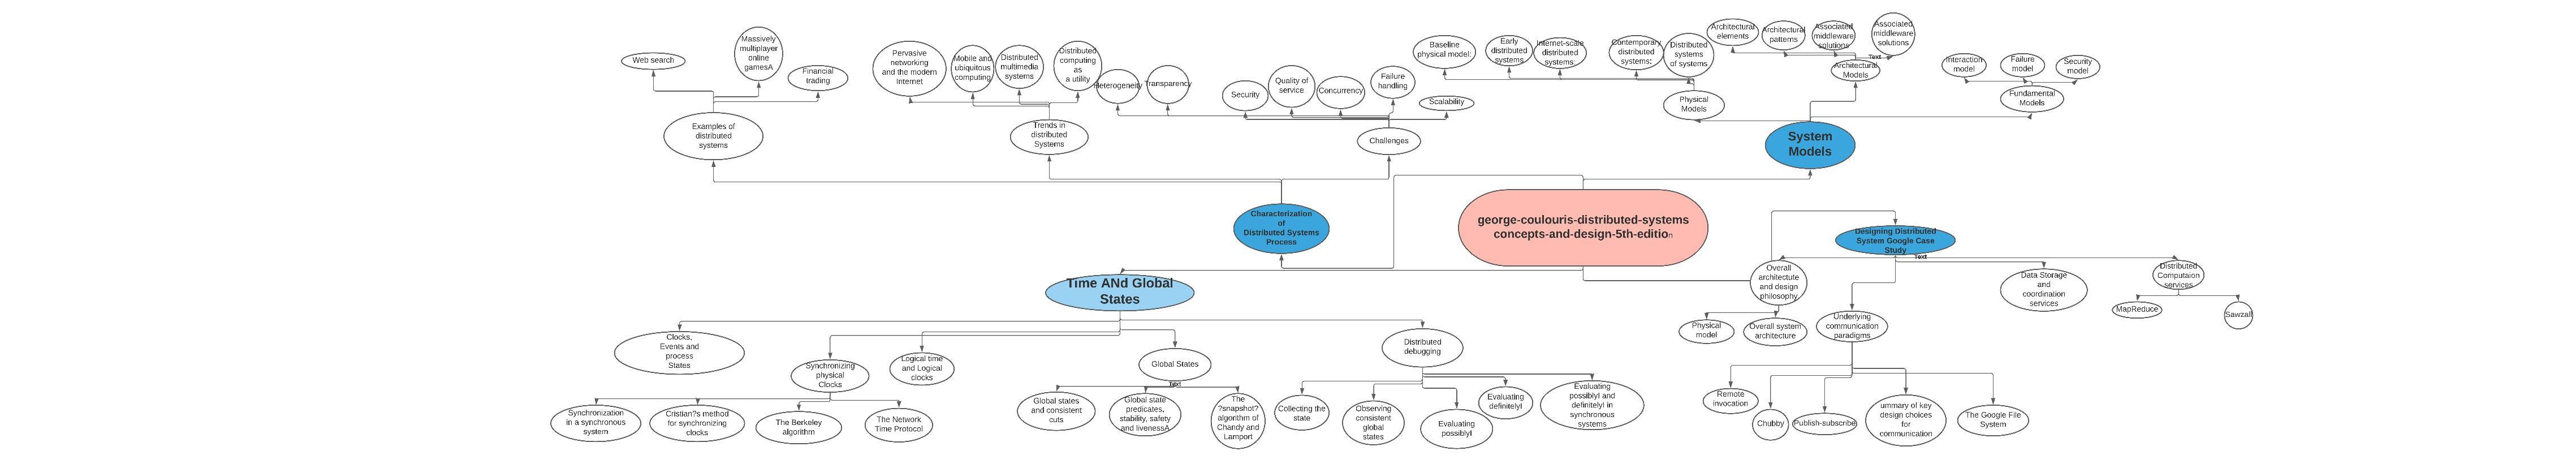 Web search
Massively
multiplayer
online
gamesA
Financial
trading
Examples of
distributed
systems
Pervasive
networking
and the modern
Internet
Mobile and
ubiquitous
computing
Distributed
multimedia
systems
Distributed
computing
as
a utility
Trends in
distributed
Systems
Heterogeneity
Transparency
Security
Quality of
service
Concurrency
Failure
handling
Scalability
Challenges
Baseline
physical model:
Early
distributed
systems
Internet-scale
distributed
systems:
Contemporary
distributed
systems:
Distributed
systems
of systems
Physical
Models
Architectural
elements
Architectural
patterns
Associated
middleware
solutions
Associated
middleware
solutions
Text
Architectural
Models
Interaction
model
Failure
model
Security
model
Fundamental
Models
System
Models
Characterization
of
Distributed Systems
Process
george-coulouris-distributed-systems
concepts-and-design-5th-edition
Designing Distributed
System Google Case
Study
Text
Overall
architectute
and design
philosophy
Physical
model
Overall system
architecture
Underlying
communication
paradigms
Data Storage
and
coordination
services
Distributed
Computaion
services
MapReduce
Sawzall
Remote
invocation
Chubby
Publish-subscribe
ummary of key
design choices
for
communication
The Google File
System
Time ANd Global
States
Clocks,
Events and
process
States
Synchronizing
physical
Clocks
Logical time
and Logical
clocks
Global States
Text
Distributed
debugging
Synchronization
in a synchronous
system
Cristian?s method
for synchronizing
clocks
The Berkeley
algorithm
The Network
Time Protocol
Global states
and consistent
cuts
Global state
predicates,
stability, safety
and livenessA
The
?snapshot?
algorithm of
Chandy and
Lamport
Collecting the
state
Observing
consistent
global
states
Evaluating
possiblyI
Evaluating
definitelyI
Evaluating
possiblyI and
definitelyI in
synchronous
systems